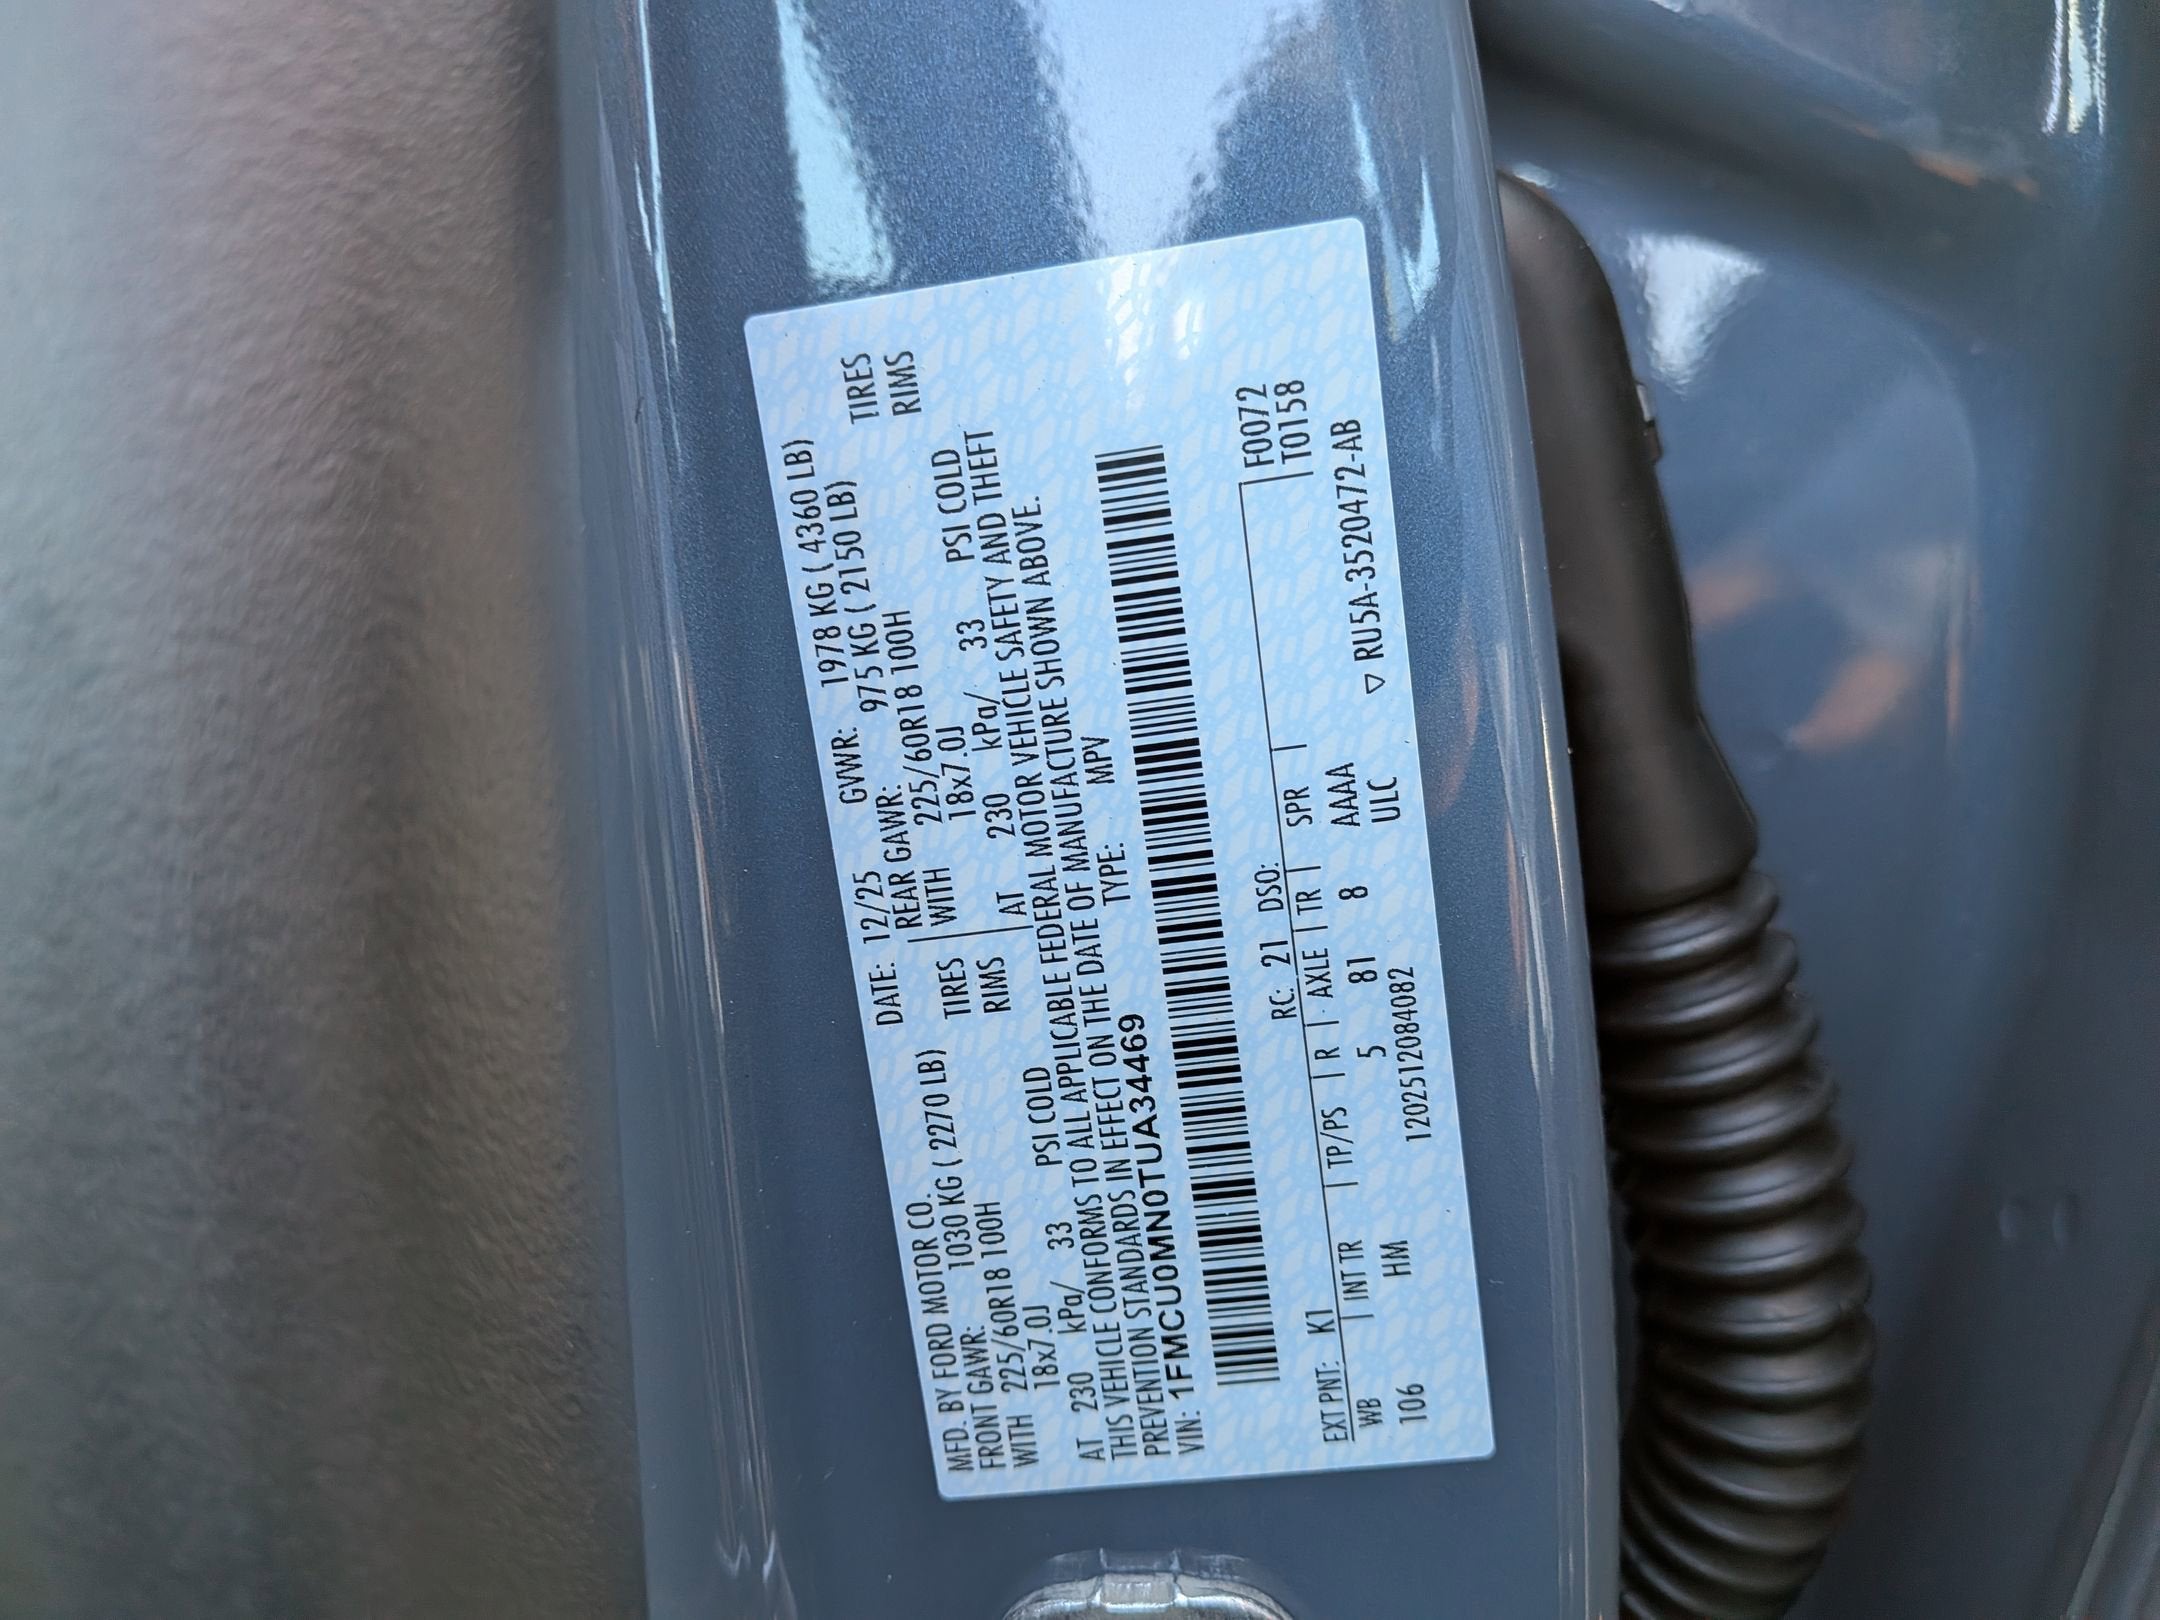 MFD. BY FORD MOTOR CO. DATE: 12/25 GVWR: 1978 KG ( 4360 LB)
FRONT GAWR: 1030 KG ( 2270 LB) REAR GAWR: 975 KG ( 2150 LB)
WITH 225/60R18 100H TIRES WITH 225/60R18 100H TIRES
18x7.0J RIMS 18x7.0J RIMS
AT 230 kPa/ 33 PSI COLD AT 230 kPa/ 33 PSI COLD
THIS VEHICLE CONFORMS TO ALL APPLICABLE FEDERAL MOTOR VEHICLE SAFETY AND THEFT
PREVENTION STANDARDS IN EFFECT ON THE DATE OF MANUFACTURE SHOWN ABOVE.
VIN: 1FMCU0MN0TUA34469 TYPE: MPV
F0072
EXT PNT: K1 RC: 21 DSO: T0158
WB INT TR TP/PS R AXLE TR SPR
106 HM 5 81 8 AAAA ▽ RU5A-3520472-AB
1202512084082 ULC